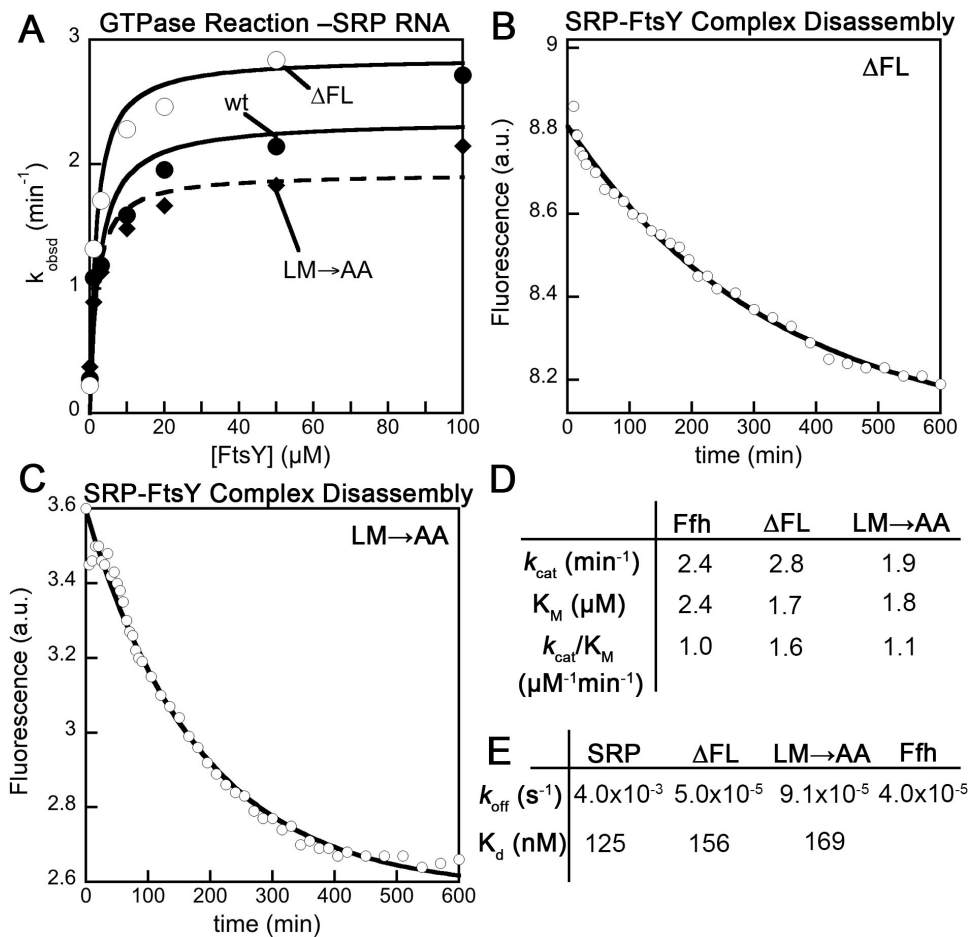 A
GTPase Reaction –SRP RNA
3
2
1
0
k obsd (min-1)
ΔFL
wt
LM→AA
0 20 40 60 80 100
[FtsY] (µM)
B
SRP-FtsY Complex Disassembly
ΔFL
9
8.8
8.6
8.4
8.2
Fluorescence (a.u.)
0 100 200 300 400 500 600
time (min)
C
SRP-FtsY Complex Disassembly
LM→AA
3.6
3.4
3.2
3
2.8
2.6
Fluorescence (a.u.)
0 100 200 300 400 500 600
time (min)
D
Ffh ΔFL LM→AA
kcat (min-1) 2.4 2.8 1.9
KM (µM) 2.4 1.7 1.8
kcat/KM 1.0 1.6 1.1
(µM-1min-1)
E
SRP ΔFL LM→AA Ffh
koff (s-1) 4.0x10-3 5.0x10-5 9.1x10-5 4.0x10-5
Kd (nM) 125 156 169